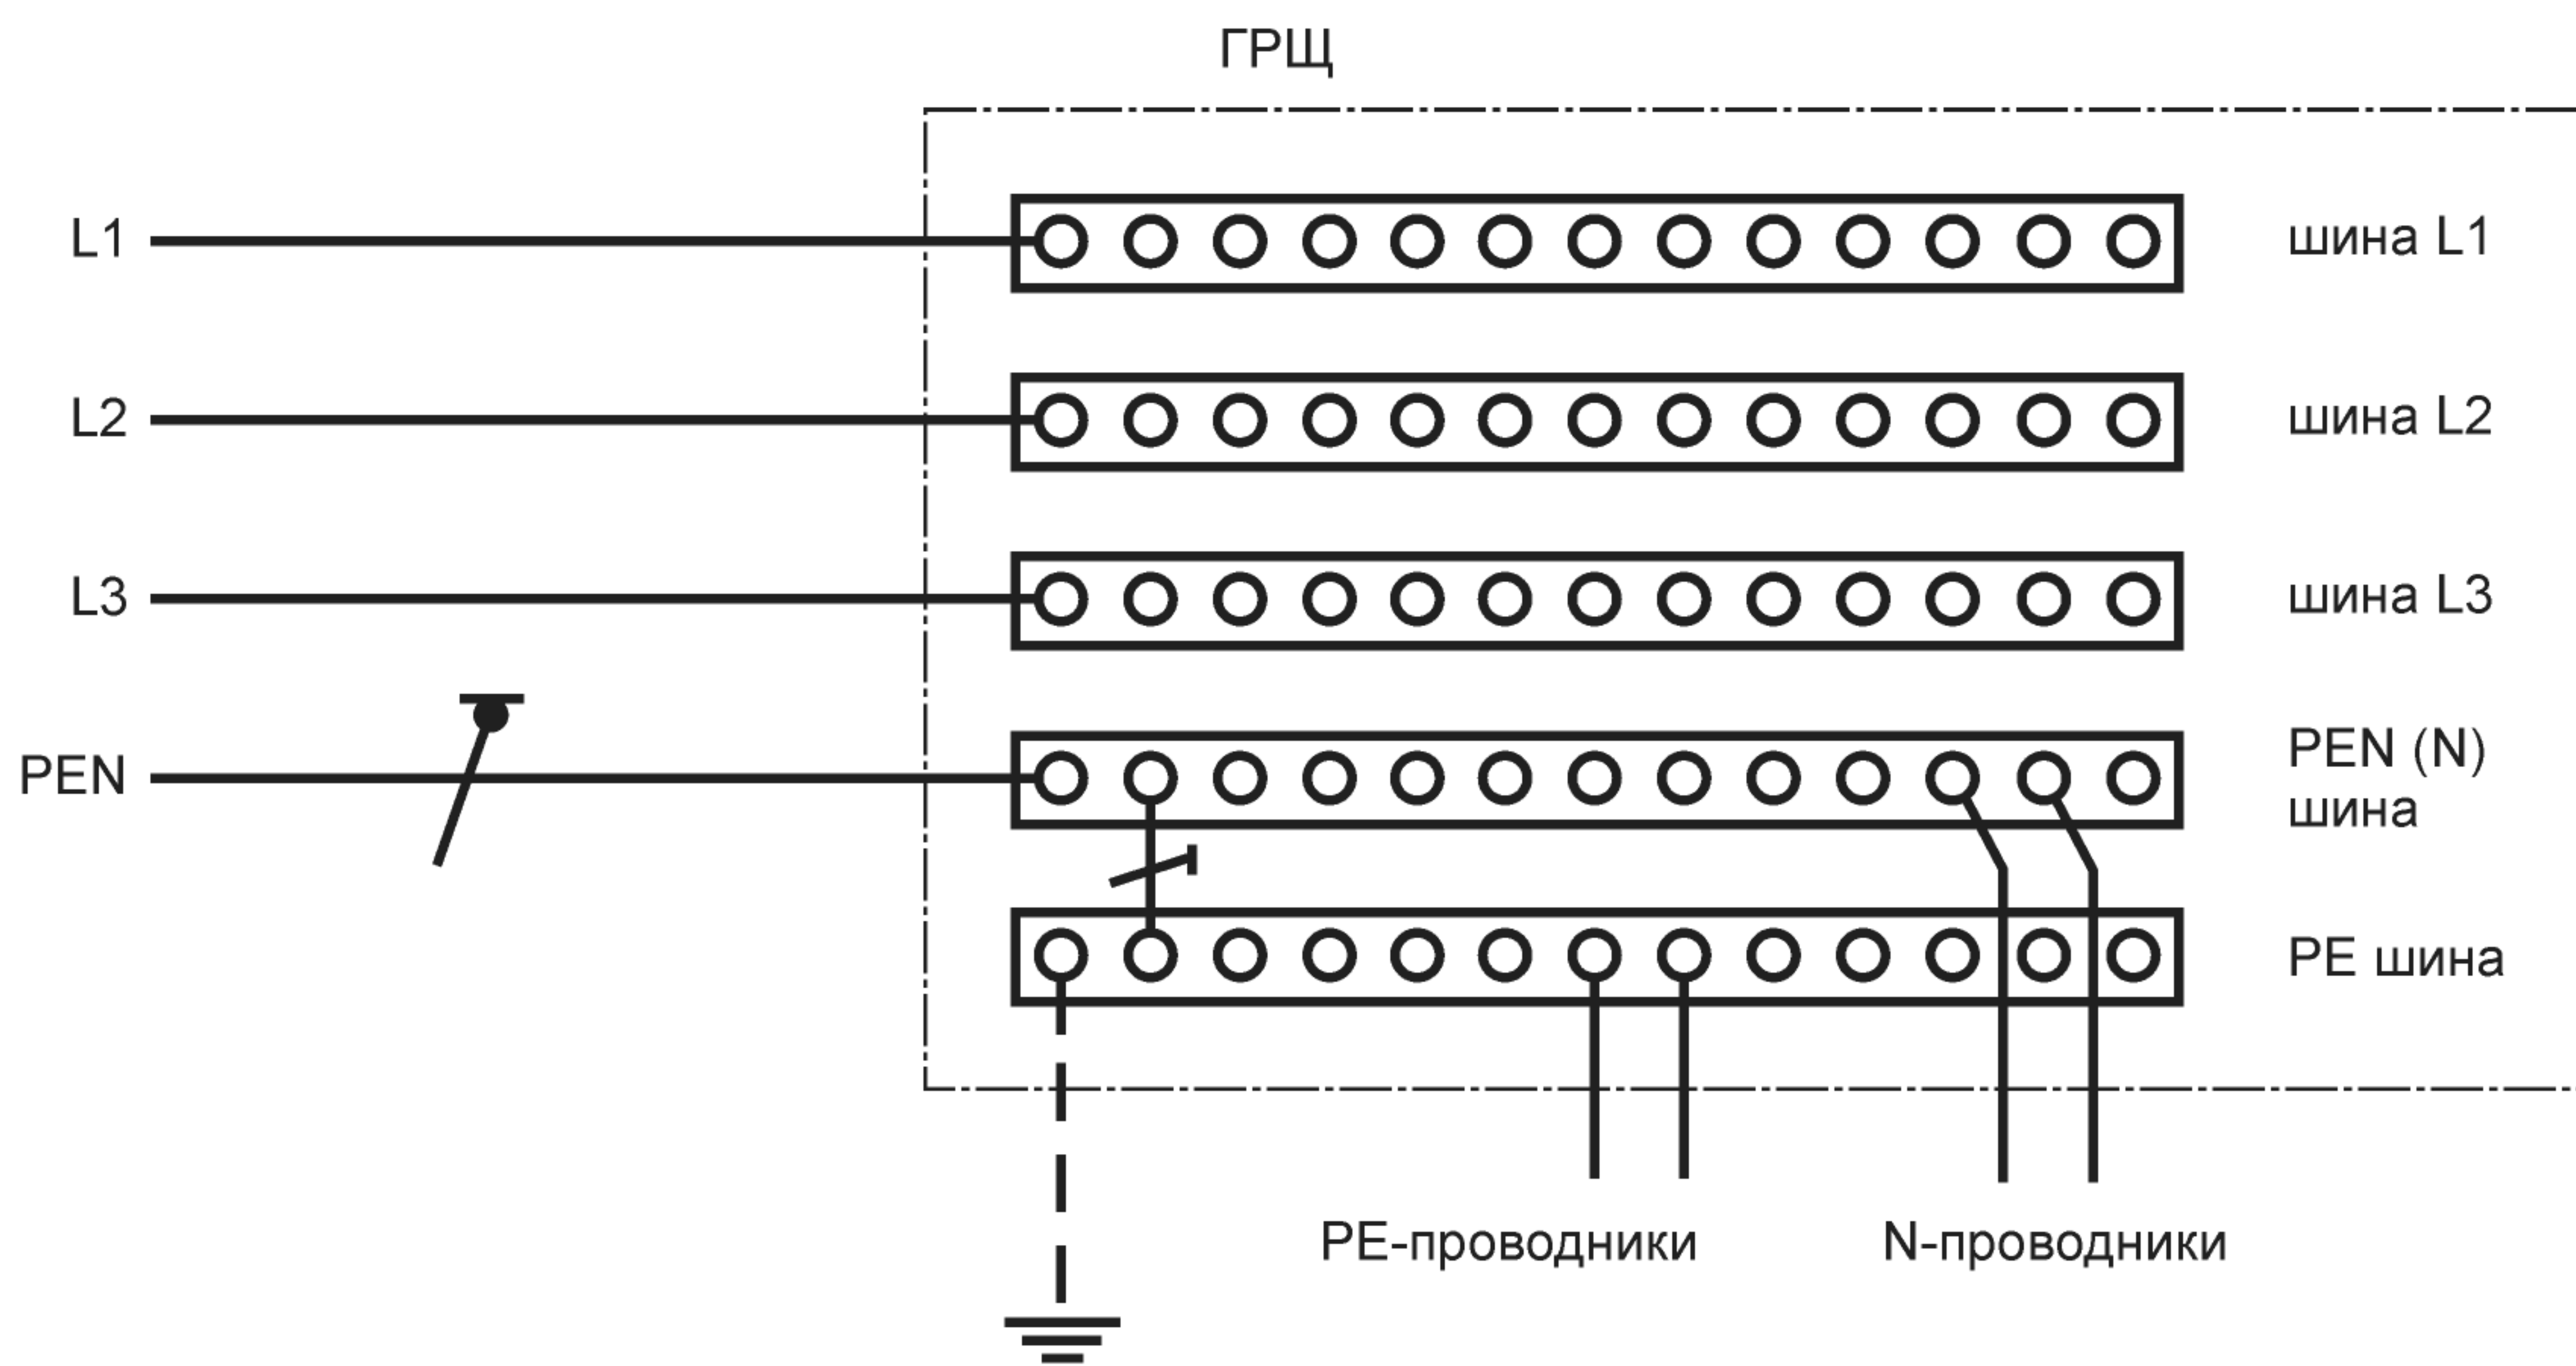 ГРЩ
L1
шина L1
L2
шина L2
L3
шина L3
PEN
PEN (N)
шина
PE шина
PE-проводники
N-проводники